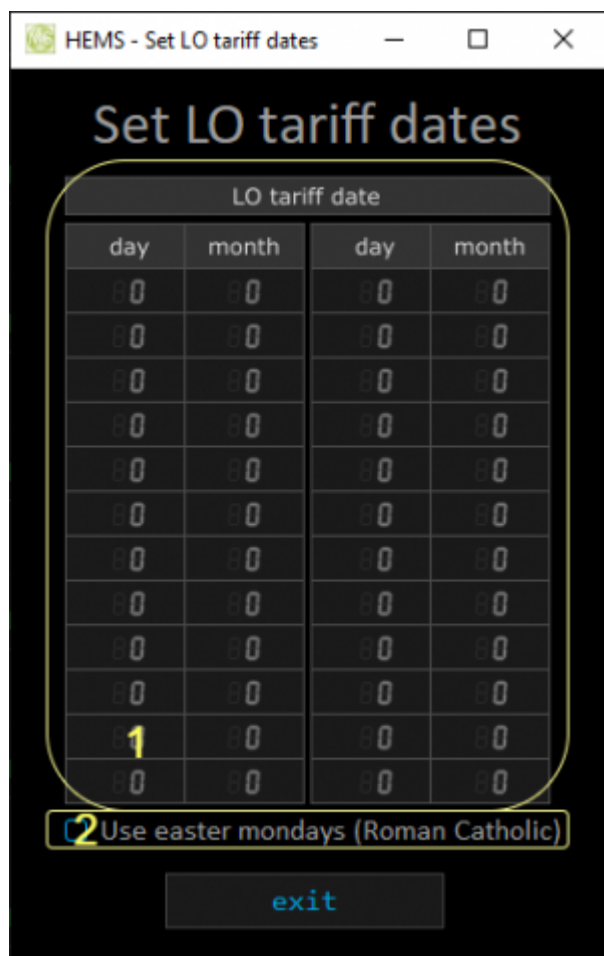 HEMS - Set LO tariff dates
Set LO tariff dates
LO tariff date
day month day month
0 0 0 0
0 0 0 0
0 0 0 0
0 0 0 0
0 0 0 0
0 0 0 0
0 0 0 0
0 0 0 0
0 0 0 0
0 0 0 0
1 0 0 0
0 0 0 0
2 Use easter mondays (Roman Catholic)
exit